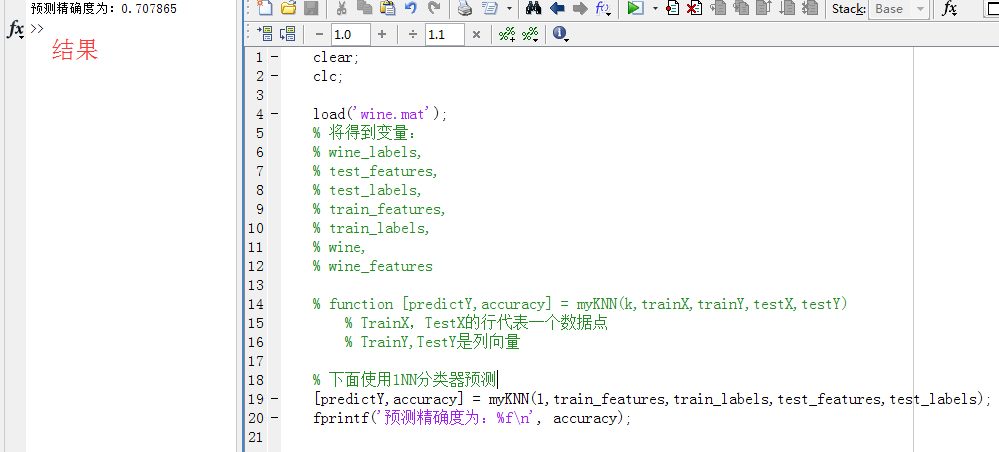 预测精确度为: 0.707865
fx >>
结果
Stack: Base fx
1.0 1.1
1 clear;
2 clc;
3
4 load('wine.mat');
5 % 将得到变量:
6 % wine_labels,
7 % test_features,
8 % test_labels,
9 % train_features,
10 % train_labels,
11 % wine,
12 % wine_features
13
14 % function [predictY,accuracy] = myKNN(k,trainX,trainY,testX,testY)
15 % TrainX, TestX的行代表一个数据点
16 % TrainY,TestY是列向量
17
18 % 下面使用1NN分类器预测
19 [predictY,accuracy] = myKNN(1,train_features,train_labels,test_features,test_labels);
20 fprintf('预测精确度为: %f\n', accuracy);
21